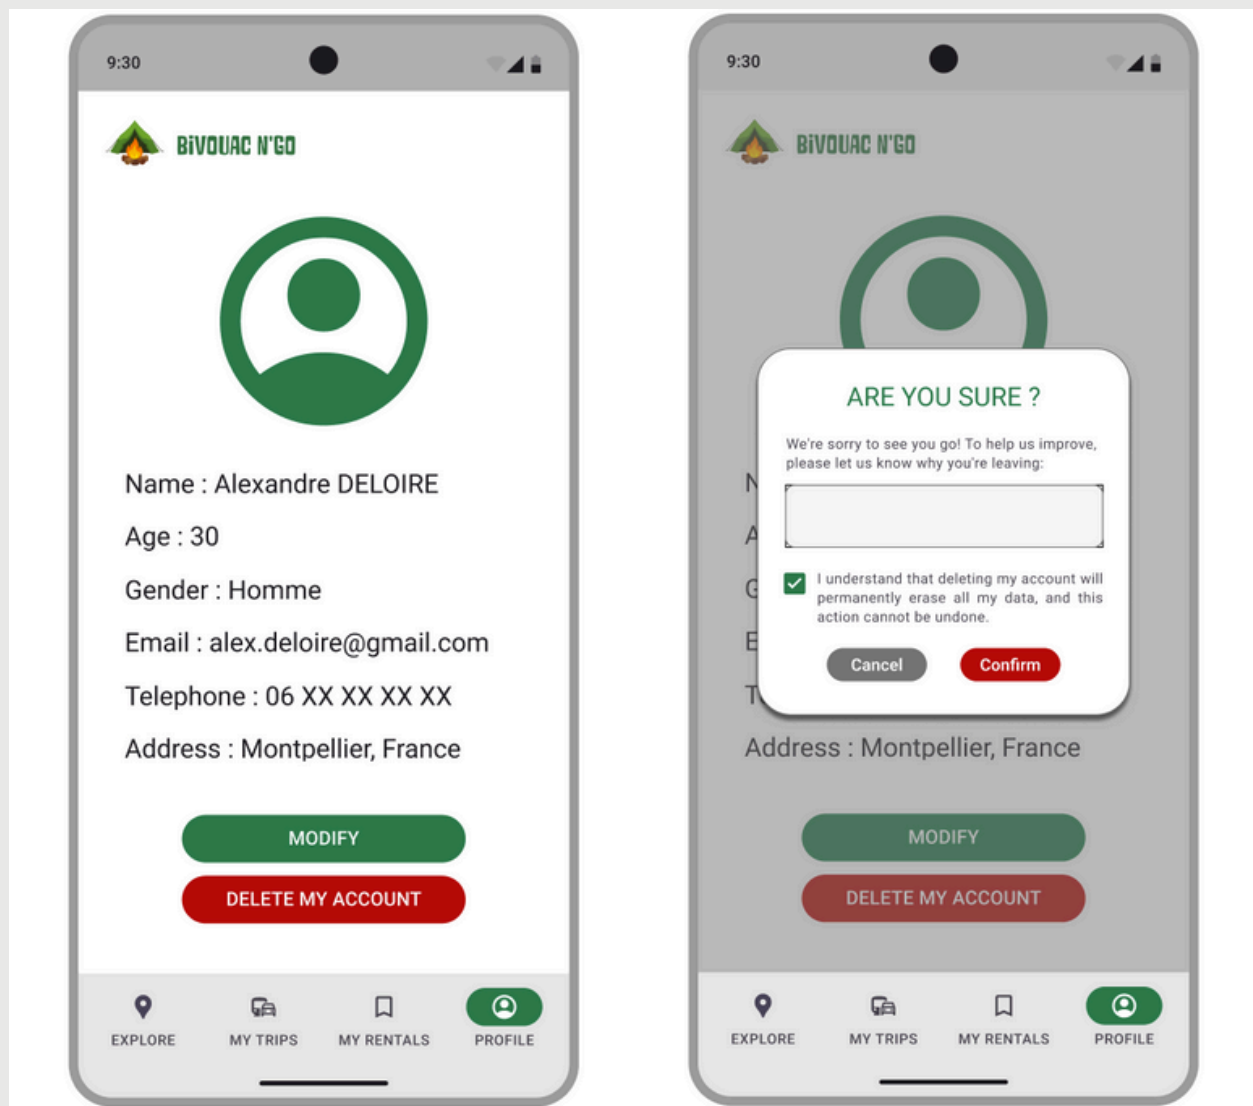 9:30
BiVOUAC N'GO
Name : Alexandre DELOIRE
Age : 30
Gender : Homme
Email : alex.deloire@gmail.com
Telephone : 06 XX XX XX XX
Address : Montpellier, France
MODIFY
DELETE MY ACCOUNT
EXPLORE
MY TRIPS
MY RENTALS
PROFILE
9:30
BiVOUAC N'GO
ARE YOU SURE ?
We're sorry to see you go! To help us improve,
please let us know why you're leaving:
I understand that deleting my account will
permanently erase all my data, and this
action cannot be undone.
Cancel
Confirm
N
A
G
E
T
Address : Montpellier, France
MODIFY
DELETE MY ACCOUNT
EXPLORE
MY TRIPS
MY RENTALS
PROFILE